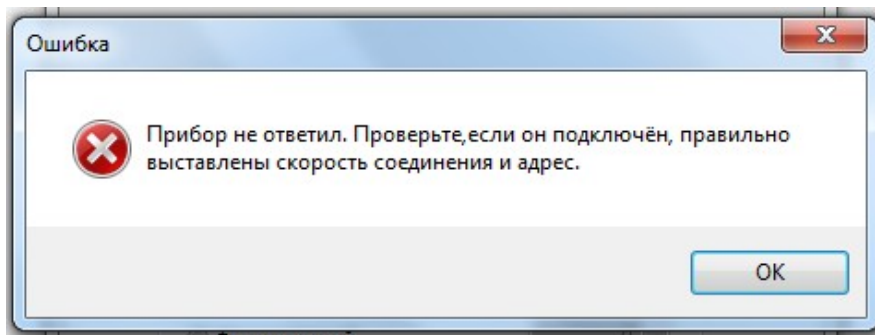 Ошибка
Прибор не ответил. Проверьте,если он подключён, правильно
выставлены скорость соединения и адрес.
OK